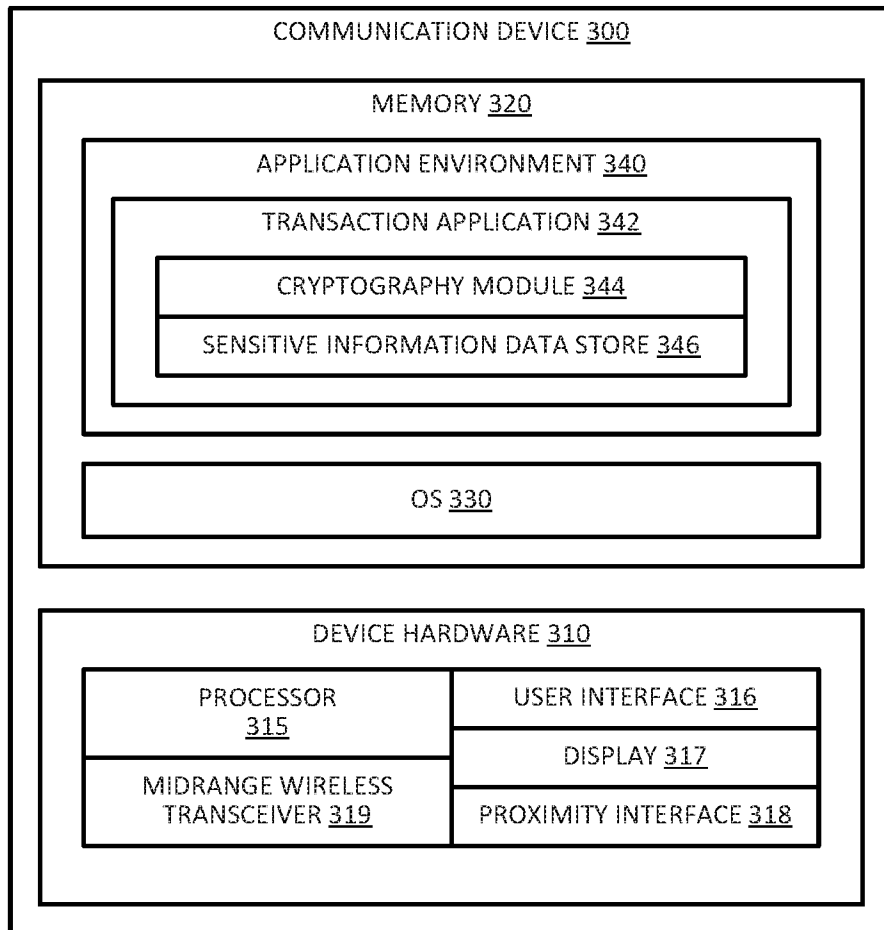 COMMUNICATION DEVICE 300
MEMORY 320
APPLICATION ENVIRONMENT 340
TRANSACTION APPLICATION 342
CRYPTOGRAPHY MODULE 344
SENSITIVE INFORMATION DATA STORE 346
OS 330
DEVICE HARDWARE 310
PROCESSOR
315
MIDRANGE WIRELESS
TRANSCEIVER 319
USER INTERFACE 316
DISPLAY 317
PROXIMITY INTERFACE 318